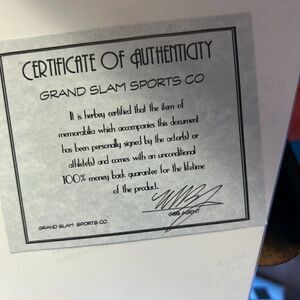 CERTIFICATE OF AUTHENTICITY
GRAND SLAM SPORTS CO
It is herbey certified that the item of
memorabilia which accompanies this document
has been personally signed by the actor(s) or
athlete(s) and comes with an unconditional
100% money back guarantee for the lifetime
of the product.
GRAND SLAM SPORTS CO.
GSS AGENT